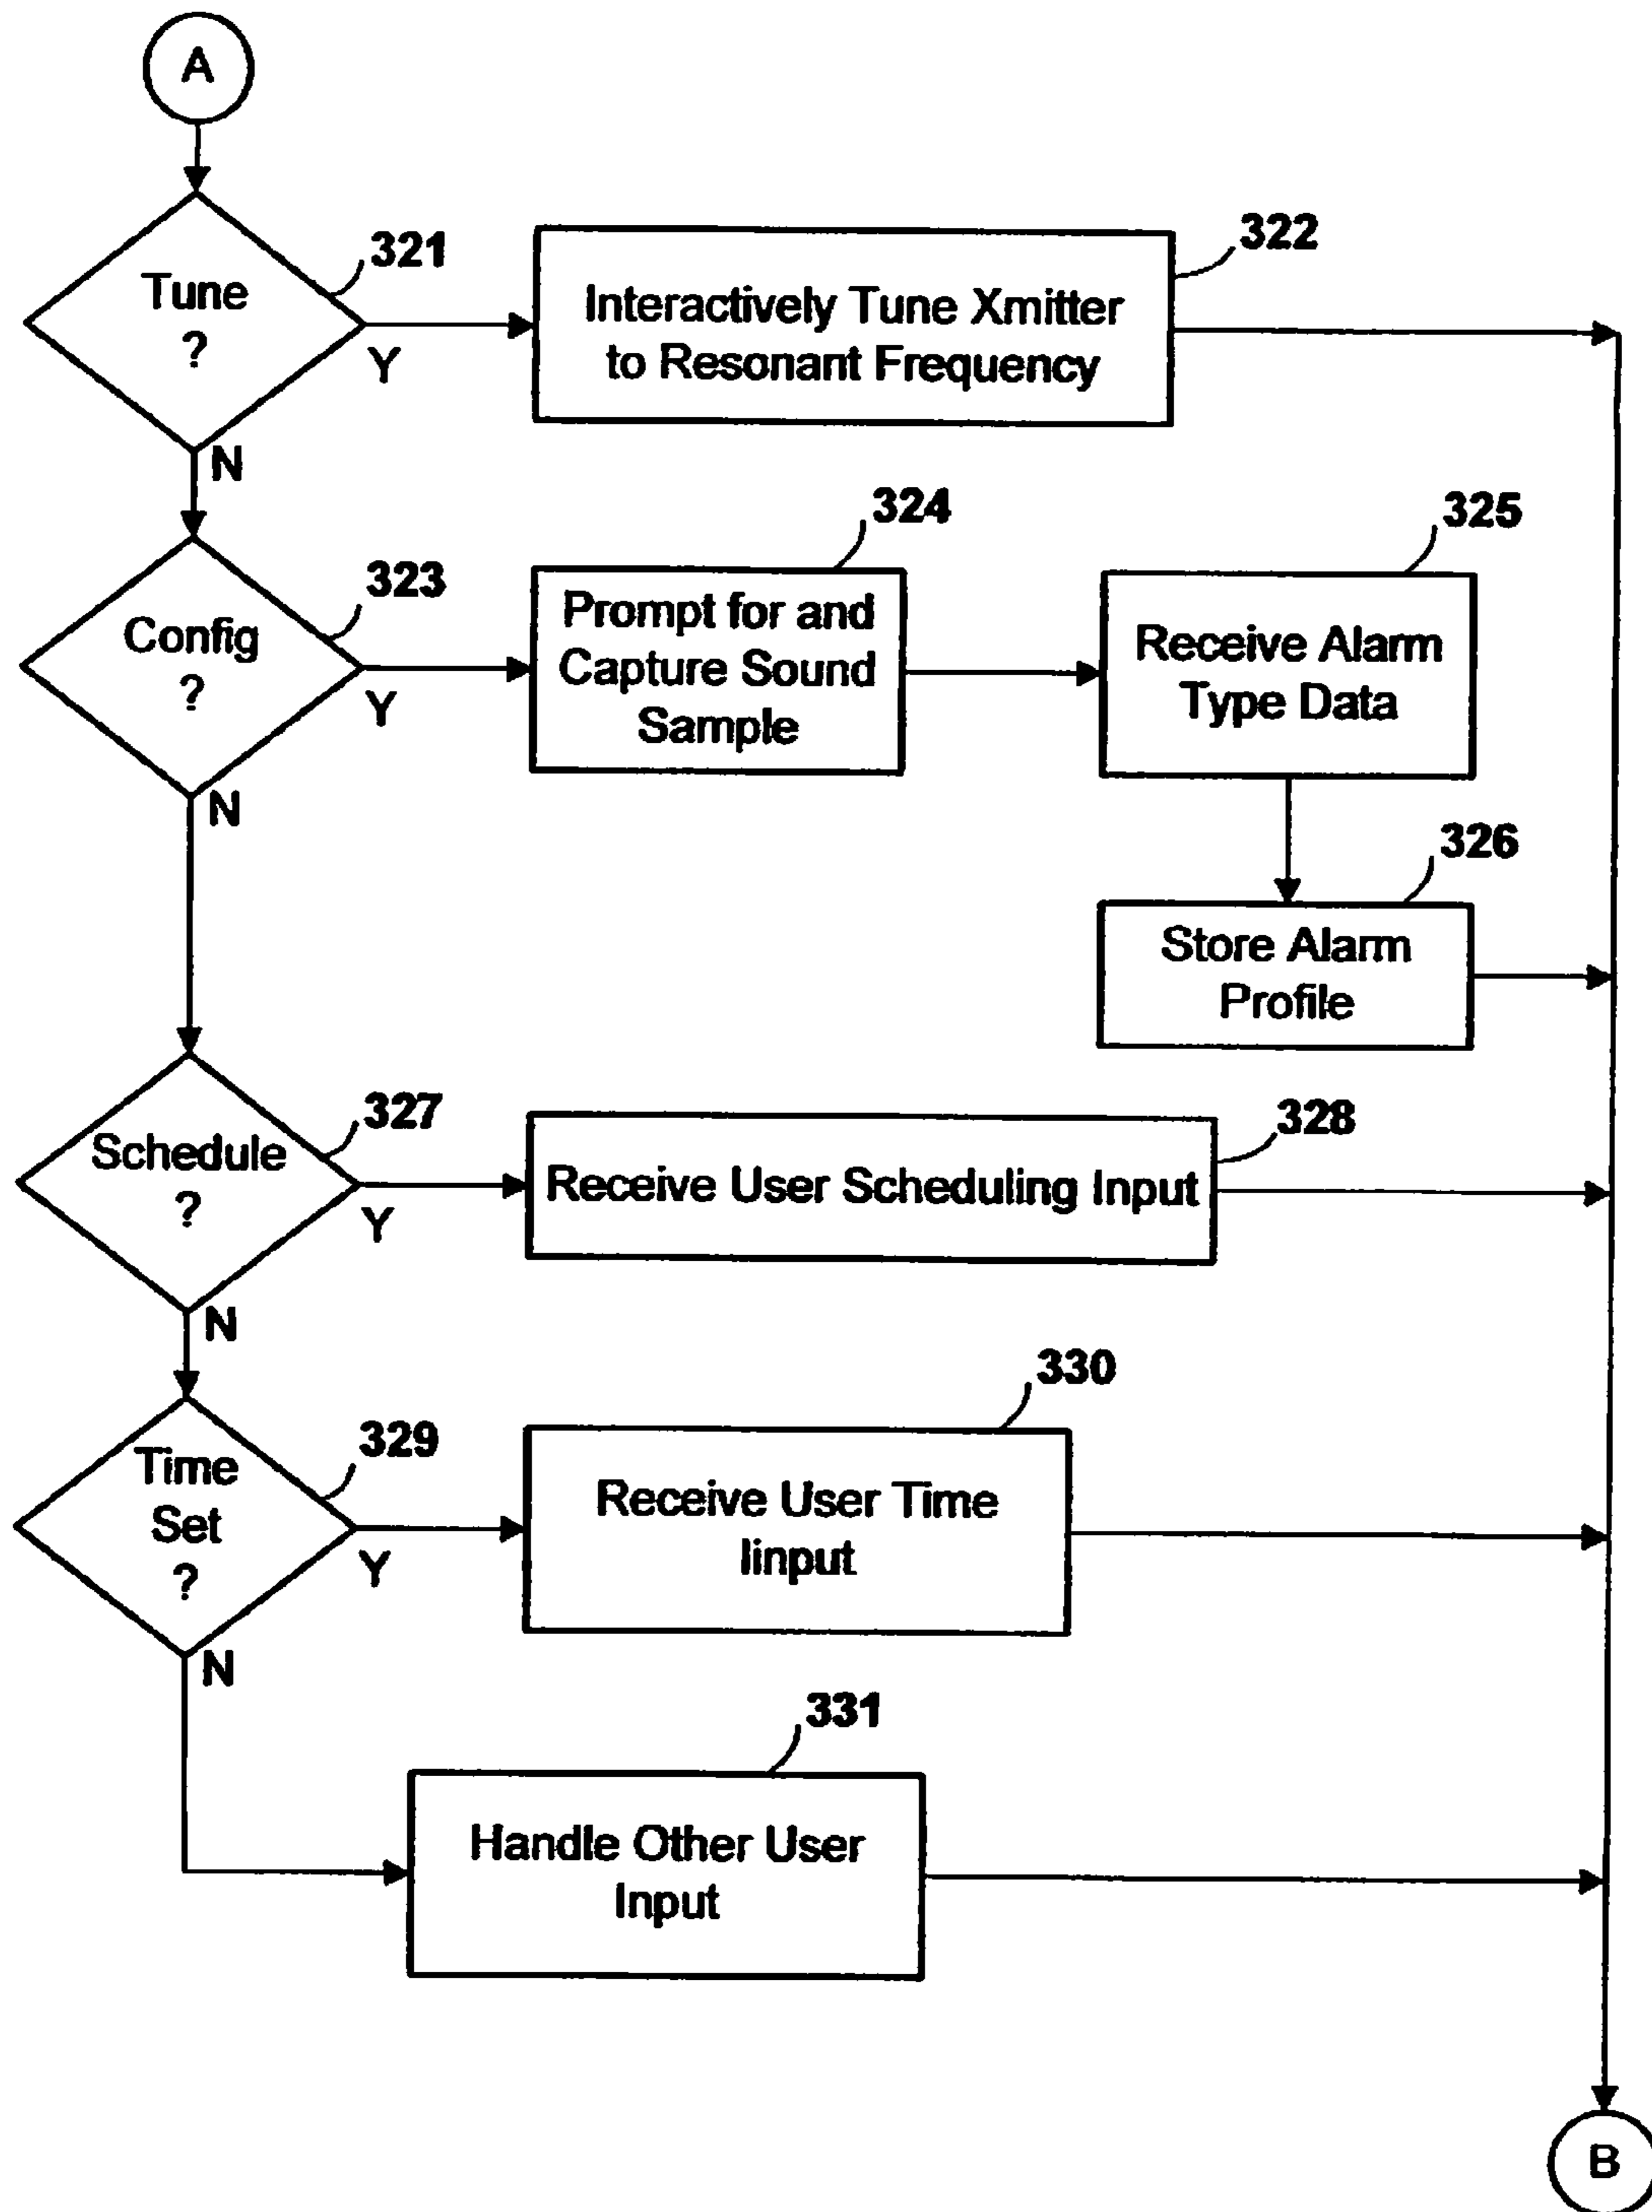 A
Tune
?
321
Y
N
Interactively Tune Xmitter
to Resonant Frequency
322
Config
?
323
Y
N
Prompt for and
Capture Sound
Sample
324
Receive Alarm
Type Data
325
Store Alarm
Profile
326
Schedule
?
327
Y
N
Receive User Scheduling Input
328
Time
Set
?
329
Y
N
Receive User Time
Iinput
330
Handle Other User
Input
331
B